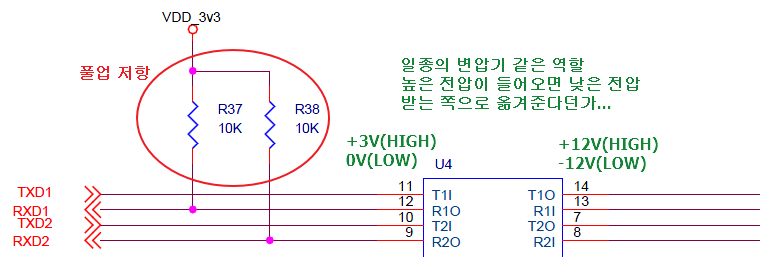 VDD_3v3
풀업 저항
R37
10K
R38
10K
일종의 변압기 같은 역할
높은 전압이 들어오면 낮은 전압
받는 쪽으로 옮겨준다던가...
+3V(HIGH)
0V(LOW)
+12V(HIGH)
-12V(LOW)
U4
TXD1
11
T1I
T1O
14
RXD1
12
R1O
R1I
13
TXD2
10
T2I
T2O
7
RXD2
9
R2O
R2I
8